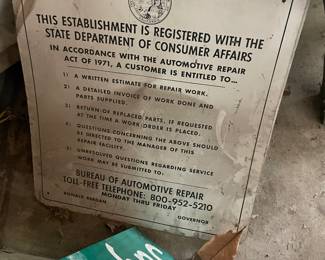 THIS ESTABLISHMENT IS REGISTERED WITH THE
STATE DEPARTMENT OF CONSUMER AFFAIRS
IN ACCORDANCE WITH THE AUTOMOTIVE REPAIR
ACT OF 1971, A CUSTOMER IS ENTITLED TO...
1) A WRITTEN ESTIMATE FOR REPAIR WORK.
2) A DETAILED INVOICE OF WORK DONE AND
PARTS SUPPLIED.
3) RETURN OF REPLACED PARTS, IF REQUESTED
AT THE TIME A WORK ORDER IS PLACED.
4) QUESTIONS CONCERNING THE ABOVE SHOULD
BE DIRECTED TO THE MANAGER OF THIS
REPAIR FACILITY.
5) UNRESOLVED QUESTIONS REGARDING SERVICE
WORK MAY BE SUBMITTED TO:
BUREAU OF AUTOMOTIVE REPAIR
TOLL-FREE TELEPHONE: 800-952-5210
MONDAY THRU FRIDAY
RONALD REAGAN GOVERNOR